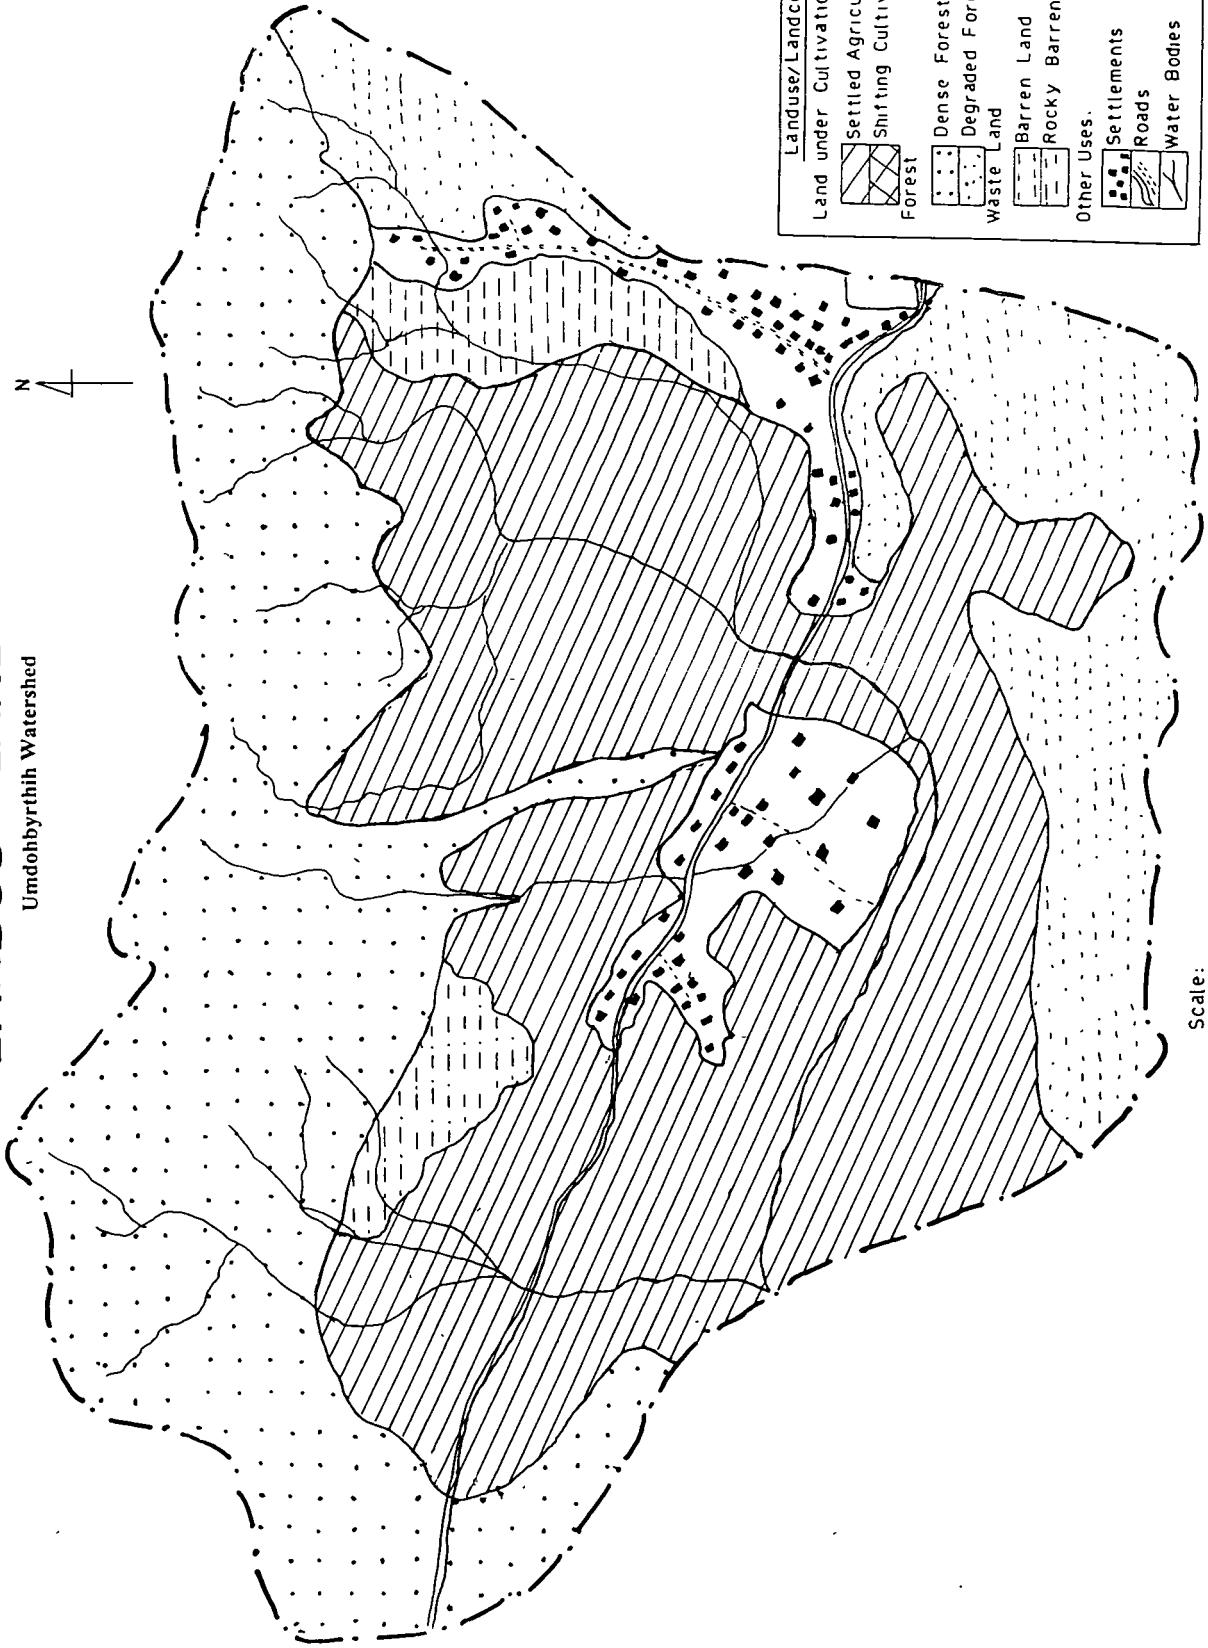 Umdohbyrthih Watershed
N
Landuse/Landco
Land under Cultivatio
Settled Agricu
Shifting Cultiv
Forest
Dense Forest
Degraded For
Waste Land
Barren Land
Rocky Barren
Other Uses.
Settlements
Roads
Water Bodies
Scale: